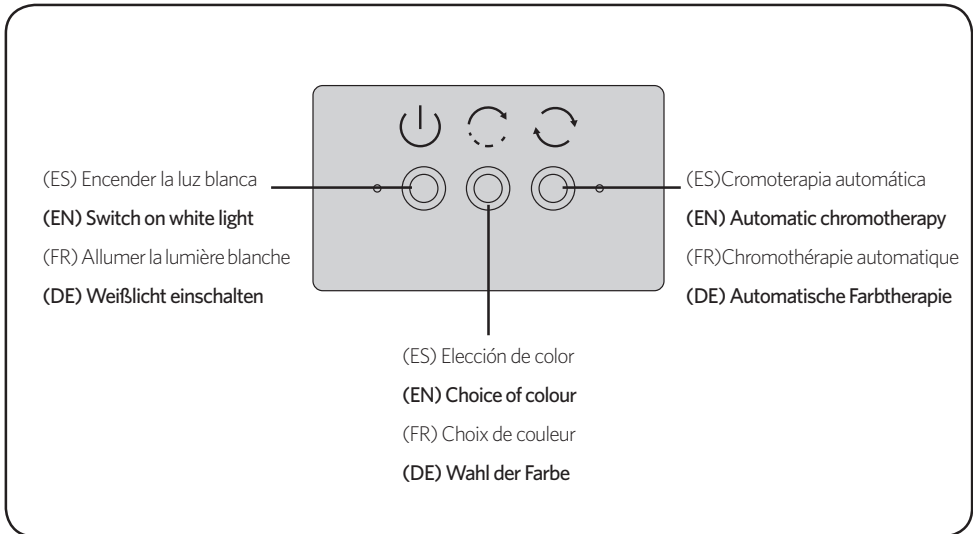 (ES) Encender la luz blanca
(EN) Switch on white light
(FR) Allumer la lumière blanche
(DE) Weißlicht einschalten
(ES)Cromoterapia automática
(EN) Automatic chromotherapy
(FR)Chromothérapie automatique
(DE) Automatische Farbtherapie
(ES) Elección de color
(EN) Choice of colour
(FR) Choix de couleur
(DE) Wahl der Farbe